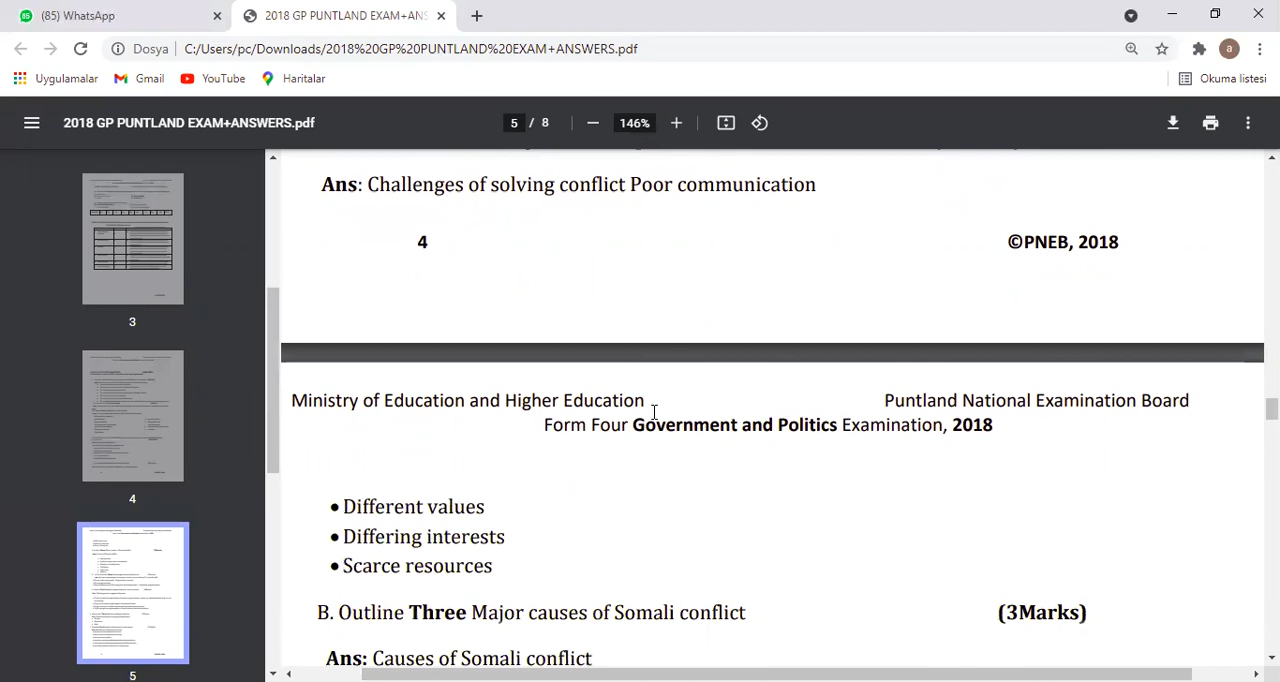 (85) WhatsApp
2018 GP PUNTLAND EXAM+ANS
Dosya C:/Users/pc/Downloads/2018%20GP%20PUNTLAND%20EXAM+ANSWERS.pdf
a
Uygulamalar Gmail YouTube Haritalar Okuma listesi
2018 GP PUNTLAND EXAM+ANSWERS.pdf 5 / 8 146%
3
4
5
Ans: Challenges of solving conflict Poor communication
4 ©PNEB, 2018
Ministry of Education and Higher Education Puntland National Examination Board
Form Four Government and Politics Examination, 2018
• Different values
• Differing interests
• Scarce resources
B. Outline Three Major causes of Somali conflict (3Marks)
Ans: Causes of Somali conflict